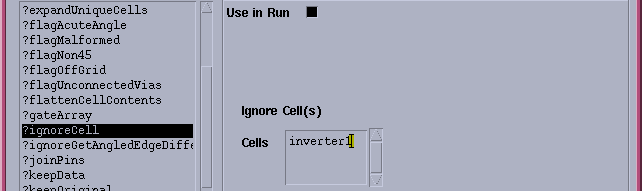 ?expandUniqueCells
?flagAcuteAngle
?flagMalformed
?flagNon45
?flagOffGrid
?flagUnconnectedVias
?flattenCellContents
?gateArray
?ignoreCell
?ignoreGetAngledEdgeDiffe
?joinPins
?keepData
?keepOriginal
Use in Run
Ignore Cell(s)
Cells
inverter1